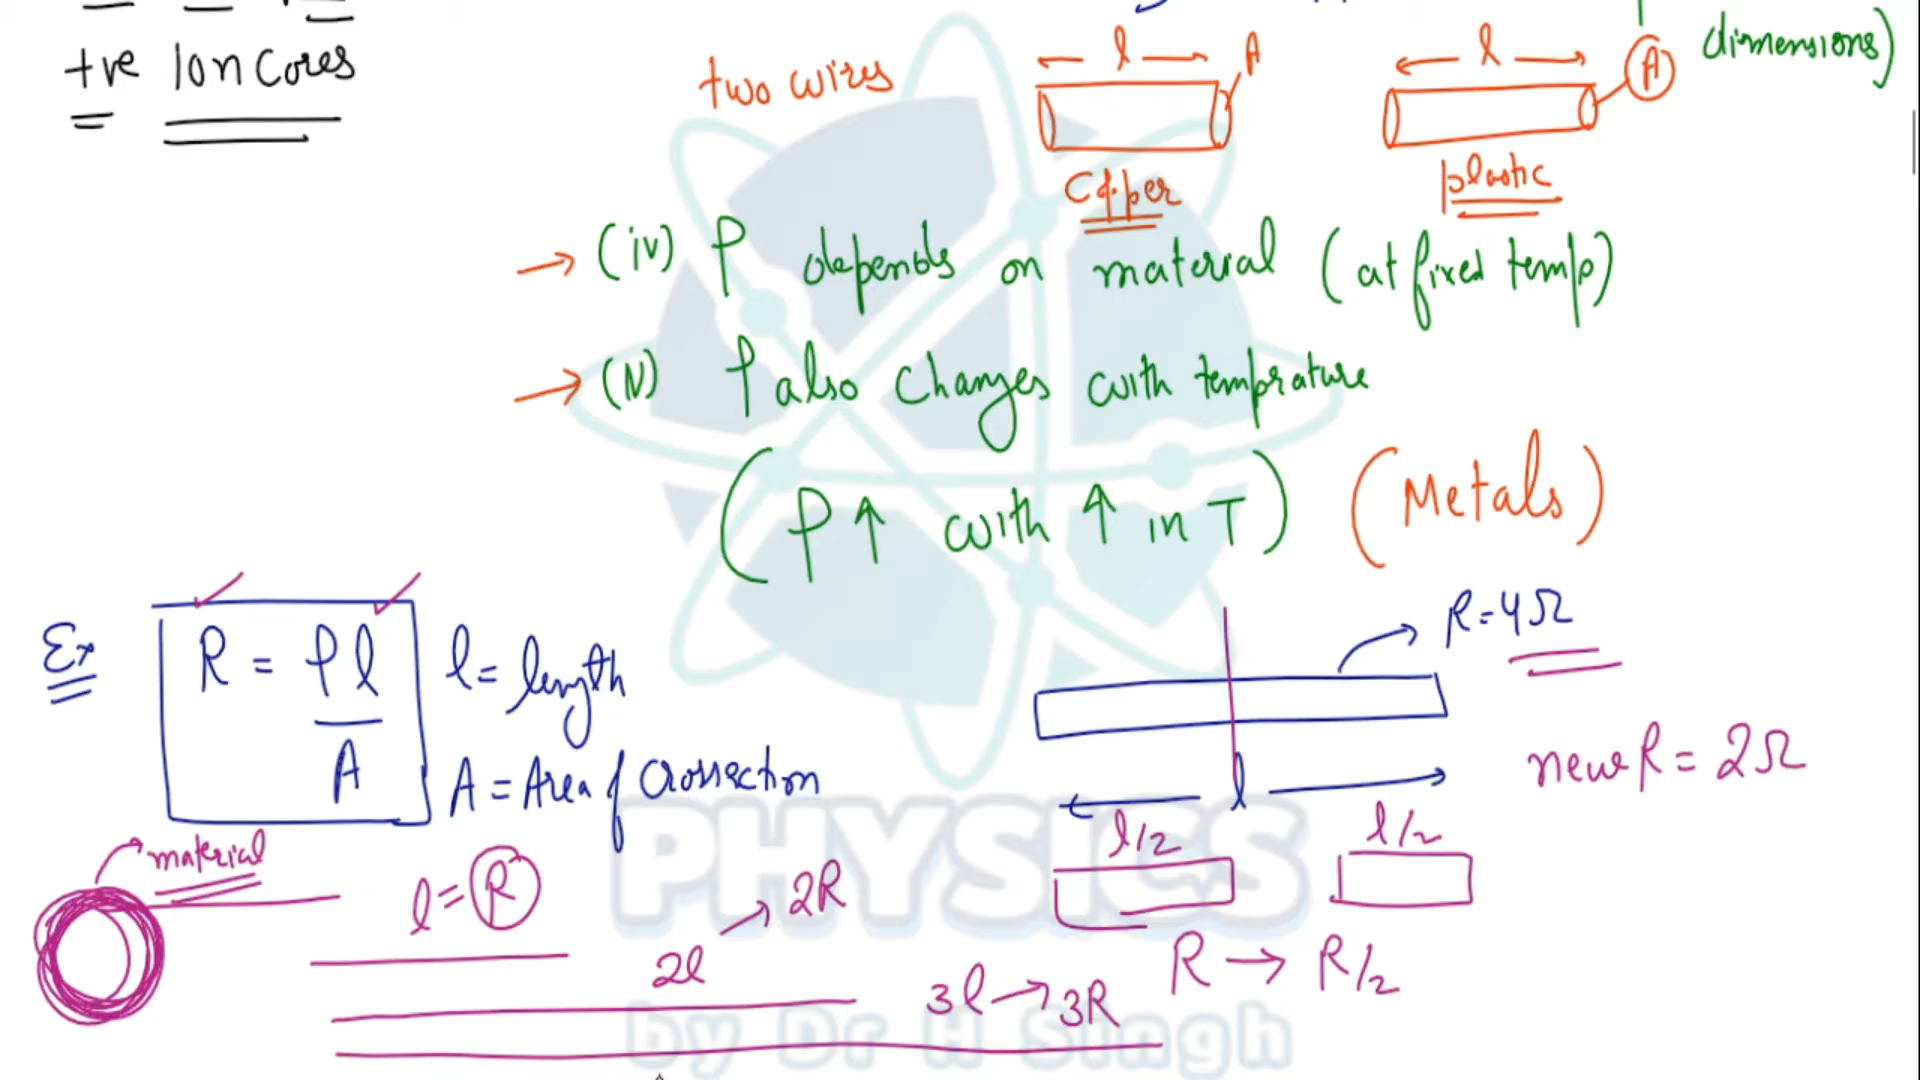 +ve Ion Cores
two wires
l A
l A
dimensions)
Copper
plastic
→ (iv) ρ depends on material (at fixed temp)
→ (v) ρ also changes with temprature
(ρ↑ with ↑ in T) (Metals)
Ex R = ρl/A
l = length
A = Area of Crossection
R = 4Ω
l
new R = 2Ω
l/2 l/2
R → R/2
material
l = R
2l → 2R
3l → 3R
PHYSICS
by Dr H Singh